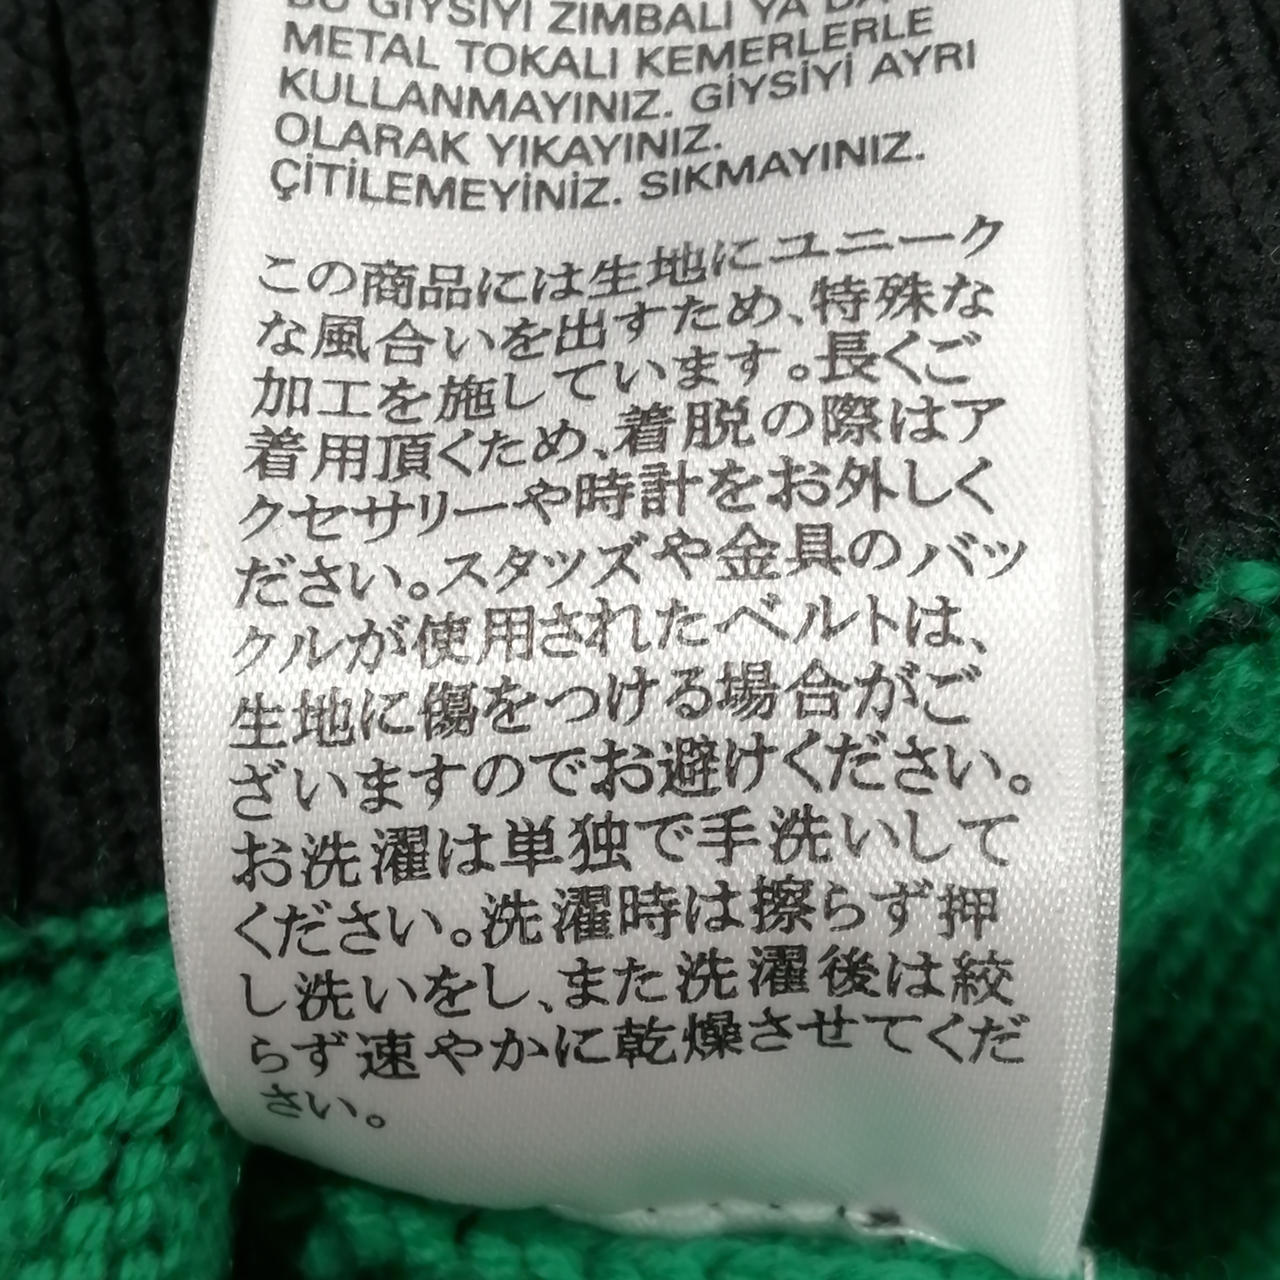 BU GİYSİYİ ZIMBALI YA DA
METAL TOKALI KEMERLERLE
KULLANMAYINIZ. GİYSİYİ AYRI
OLARAK YIKAYINIZ.
ÇİTİLEMEYİNİZ. SIKMAYINIZ.
この商品には生地にユニーク
な風合いを出すため、特殊な
加工を施しています。長くご
着用頂くため、着脱の際はア
クセサリーや時計をお外しく
ださい。スタッズや金具のバッ
クルが使用されたベルトは、
生地に傷をつける場合がご
ざいますのでお避けください。
お洗濯は単独で手洗いして
ください。洗濯時は擦らず押
し洗いをし、また洗濯後は絞
らず速やかに乾燥させてくだ
さい。